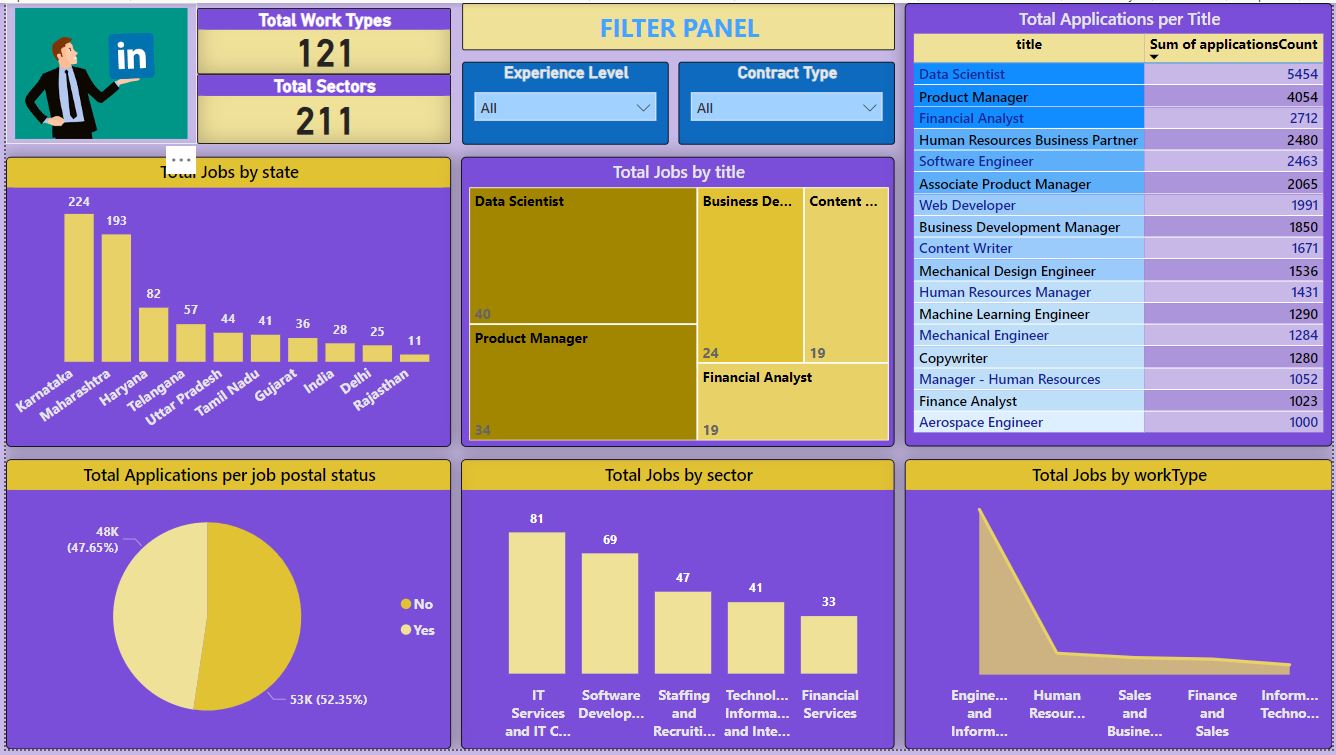 in
Total Work Types
121
Total Sectors
211
FILTER PANEL
Experience Level
All
Contract Type
All
Total Applications per Title
title Sum of applicationsCount
Data Scientist 5454
Product Manager 4054
Financial Analyst 2712
Human Resources Business Partner 2480
Software Engineer 2463
Associate Product Manager 2065
Web Developer 1991
Business Development Manager 1850
Content Writer 1671
Mechanical Design Engineer 1536
Human Resources Manager 1431
Machine Learning Engineer 1290
Mechanical Engineer 1284
Copywriter 1280
Manager - Human Resources 1052
Finance Analyst 1023
Aerospace Engineer 1000
Total Jobs by state
224
193
82
57
44
41
36
28
25
11
Karnataka
Maharashtra
Haryana
Telangana
Uttar Pradesh
Tamil Nadu
Gujarat
India
Delhi
Rajasthan
Total Jobs by title
Data Scientist
40
Product Manager
34
Business De...
24
Content ...
19
Financial Analyst
19
Total Applications per job postal status
48K
(47.65%)
53K (52.35%)
No
Yes
Total Jobs by sector
81
69
47
41
33
IT
Services
and IT C...
Software
Develop...
Staffing
and
Recruiti...
Technol...
Informa...
and Inte...
Financial
Services
Total Jobs by workType
Engine...
and
Inform...
Human
Resour...
Sales
and
Busine...
Finance
and
Sales
Inform...
Techno...